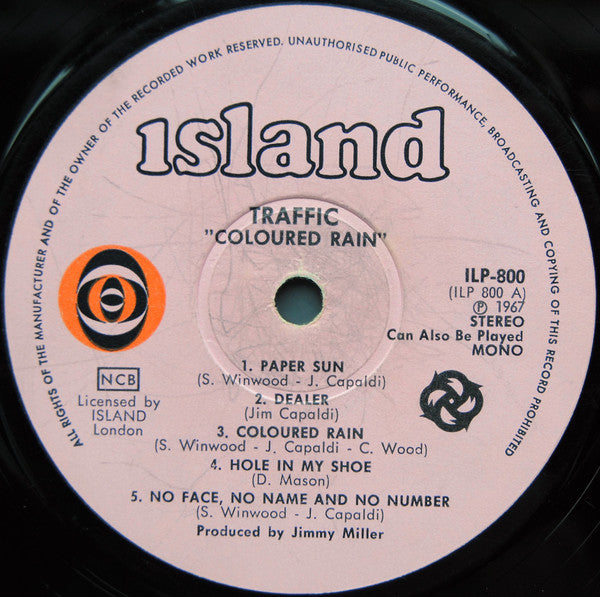 ALL RIGHTS OF THE MANUFACTURER AND OF THE OWNER OF THE RECORDED WORK RESERVED. UNAUTHORISED PUBLIC PERFORMANCE, BROADCASTING AND COPYING OF THIS RECORD PROHIBITED
island
TRAFFIC
"COLOURED RAIN"
ILP-800
(ILP 800 A)
Ⓟ 1967
STEREO
Can Also Be Played
MONO
NCB
Licensed by
ISLAND
London
1. PAPER SUN
(S. Winwood - J. Capaldi)
2. DEALER
(Jim Capaldi)
3. COLOURED RAIN
(S. Winwood - J. Capaldi - C. Wood)
4. HOLE IN MY SHOE
(D. Mason)
5. NO FACE, NO NAME AND NO NUMBER
(S. Winwood - J. Capaldi)
Produced by Jimmy Miller